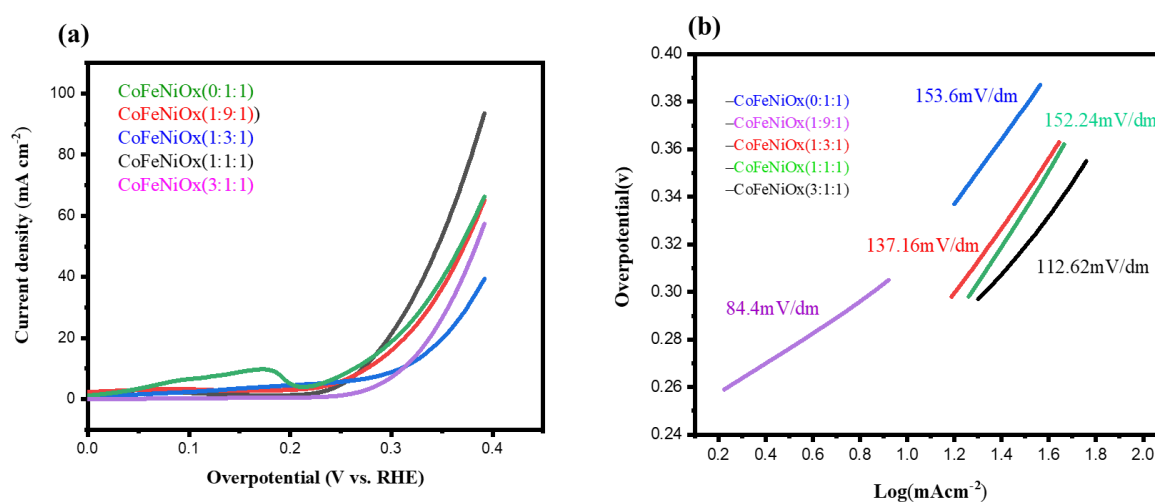 (a)
Current density (mA cm⁻²)
100
80
60
40
20
0
CoFeNiOx(0:1:1)
CoFeNiOx(1:9:1))
CoFeNiOx(1:3:1)
CoFeNiOx(1:1:1)
CoFeNiOx(3:1:1)
0.0 0.1 0.2 0.3 0.4
Overpotential (V vs. RHE)
(b)
Overpotential(v)
0.40
0.38
0.36
0.34
0.32
0.30
0.28
0.26
0.24
–CoFeNiOx(0:1:1)
–CoFeNiOx(1:9:1)
–CoFeNiOx(1:3:1)
–CoFeNiOx(1:1:1)
–CoFeNiOx(3:1:1)
153.6mV/dm
152.24mV/dm
137.16mV/dm
112.62mV/dm
84.4mV/dm
0.2 0.4 0.6 0.8 1.0 1.2 1.4 1.6 1.8 2.0
Log(mAcm⁻²)